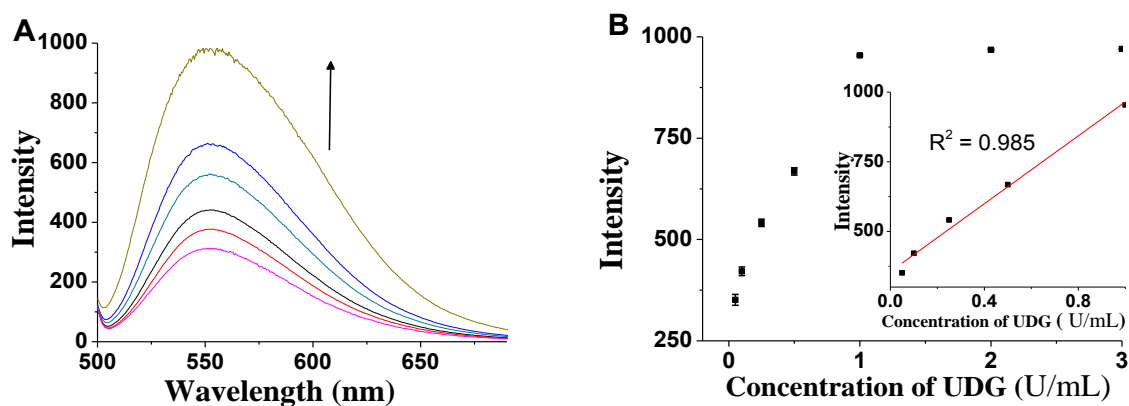 A
1000
800
600
400
200
0
500
550
600
650
Intensity
Wavelength (nm)
B
1000
750
500
250
0
1
2
3
Intensity
Concentration of UDG (U/mL)
1000
750
500
0.0
0.4
0.8
Intensity
R² = 0.985
Concentration of UDG ( U/mL)